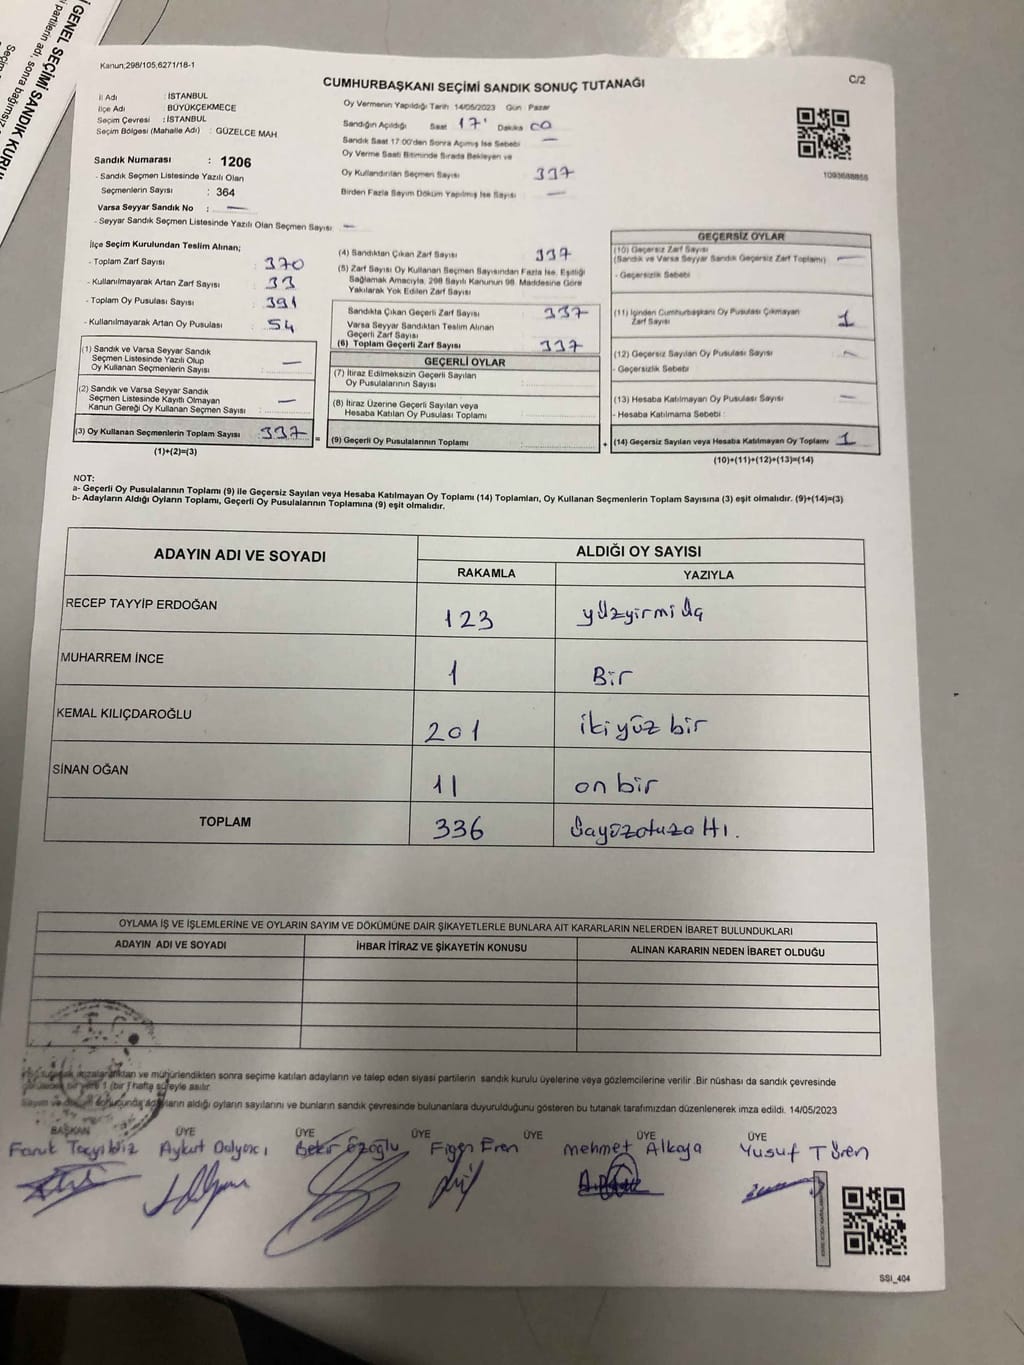 GENEL SEÇİMİ SANDIK KURU
partilerin adı, sonra bağımsız
Kanun,298/105,6271/18-1
C/2
CUMHURBAŞKANI SEÇİMİ SANDIK SONUÇ TUTANAĞI
İl Adı : İSTANBUL
İlçe Adı : BÜYÜKÇEKMECE
Seçim Çevresi : İSTANBUL
Seçim Bölgesi (Mahalle Adı) : GÜZELCE MAH.
Sandık Numarası : 1206
- Sandık Seçmen Listesinde Yazılı Olan
Seçmenlerin Sayısı : 364
Varsa Seyyar Sandık No : —
- Seyyar Sandık Seçmen Listesinde Yazılı Olan Seçmen Sayısı: —
Oy Vermenin Yapıldığı Tarih 14/05/2023 Gün : Pazar
Sandığın Açıldığı Saat 17' Dakika 00
Sandık Saat 17:00'den Sonra Açımış İse Sebebi —
Oy Verme Saati Bitiminde Sırada Bekleyen ve
Oy Kullandırılan Seçmen Sayısı 337
Birden Fazla Sayım Döküm Yapılmış İse Sayısı —
1093688856
İlçe Seçim Kurulundan Teslim Alınan;
- Toplam Zarf Sayısı 370
- Kullanılmayarak Artan Zarf Sayısı 33
- Toplam Oy Pusulası Sayısı 391
- Kullanılmayarak Artan Oy Pusulası 54
(1) Sandık ve Varsa Seyyar Sandık
Seçmen Listesinde Yazılı Olup
Oy Kullanan Seçmenlerin Sayısı —
(2) Sandık ve Varsa Seyyar Sandık
Seçmen Listesinde Kayıtlı Olmayan
Kanun Gereği Oy Kullanan Seçmen Sayısı —
(3) Oy Kullanan Seçmenlerin Toplam Sayısı 337
(1)+(2)=(3)
(4) Sandıktan Çıkan Zarf Sayısı 337
(5) Zarf Sayısı Oy Kullanan Seçmen Sayısından Fazla İse, Eşitliği
Sağlamak Amacıyla, 298 Sayılı Kanunun 98. Maddesine Göre
Yakılarak Yok Edilen Zarf Sayısı
Sandıkta Çıkan Geçerli Zarf Sayısı 337
Varsa Seyyar Sandıktan Teslim Alınan
Geçerli Zarf Sayısı
(6) Toplam Geçerli Zarf Sayısı 337
GEÇERLİ OYLAR
(7) İtiraz Edilmeksizin Geçerli Sayılan
Oy Pusulalarının Sayısı
(8) İtiraz Üzerine Geçerli Sayılan veya
Hesaba Katılan Oy Pusulası Toplamı
= (9) Geçerli Oy Pusulalarının Toplamı
GEÇERSİZ OYLAR
(10) Geçersiz Zarf Sayısı
(Sandık ve Varsa Seyyar Sandık Geçersiz Zarf Toplamı) —
- Geçersizlik Sebebi
(11) İçinden Cumhurbaşkanı Oy Pusulası Çıkmayan
Zarf Sayısı 1
(12) Geçersiz Sayılan Oy Pusulası Sayısı —
- Geçersizlik Sebebi
(13) Hesaba Katılmayan Oy Pusulası Sayısı —
- Hesaba Katılmama Sebebi :
+ (14) Geçersiz Sayılan veya Hesaba Katılmayan Oy Toplamı 1
(10)+(11)+(12)+(13)=(14)
NOT:
a- Geçerli Oy Pusulalarının Toplamı (9) ile Geçersiz Sayılan veya Hesaba Katılmayan Oy Toplamı (14) Toplamları, Oy Kullanan Seçmenlerin Toplam Sayısına (3) eşit olmalıdır. (9)+(14)=(3)
b- Adayların Aldığı Oyların Toplamı, Geçerli Oy Pusulalarının Toplamına (9) eşit olmalıdır.
ADAYIN ADI VE SOYADI
ALDIĞI OY SAYISI
RAKAMLA YAZIYLA
RECEP TAYYİP ERDOĞAN 123 yüzyirmi üç
MUHARREM İNCE 1 Bir
KEMAL KILIÇDAROĞLU 201 iki yüz bir
SİNAN OĞAN 11 on bir
TOPLAM 336 üçyüzotuzaltı.
OYLAMA İŞ VE İŞLEMLERİNE VE OYLARIN SAYIM VE DÖKÜMÜNE DAİR ŞİKAYETLERLE BUNLARA AİT KARARLARIN NELERDEN İBARET BULUNDUKLARI
ADAYIN ADI VE SOYADI İHBAR İTİRAZ VE ŞİKAYETİN KONUSU ALINAN KARARIN NEDEN İBARET OLDUĞU
imzalandıktan ve mühürlendikten sonra seçime katılan adayların ve talep eden siyasi partilerin sandık kurulu üyelerine veya gözlemcilerine verilir .Bir nüshası da sandık çevresinde
bir yere 1 (bir) hafta süreyle asılır.
Sayım ve döküm sonucunda adayların aldığı oyların sayılarını ve bunların sandık çevresinde bulunanlara duyurulduğunu gösteren bu tutanak tarafımızdan düzenlenerek imza edildi. 14/05/2023
BAŞKAN ÜYE ÜYE ÜYE ÜYE ÜYE ÜYE
Faruk Aykut Dalyancı Bekir Özoğlu Figen Eren Mehmet Alkaya Yusuf Tören
SSI_404